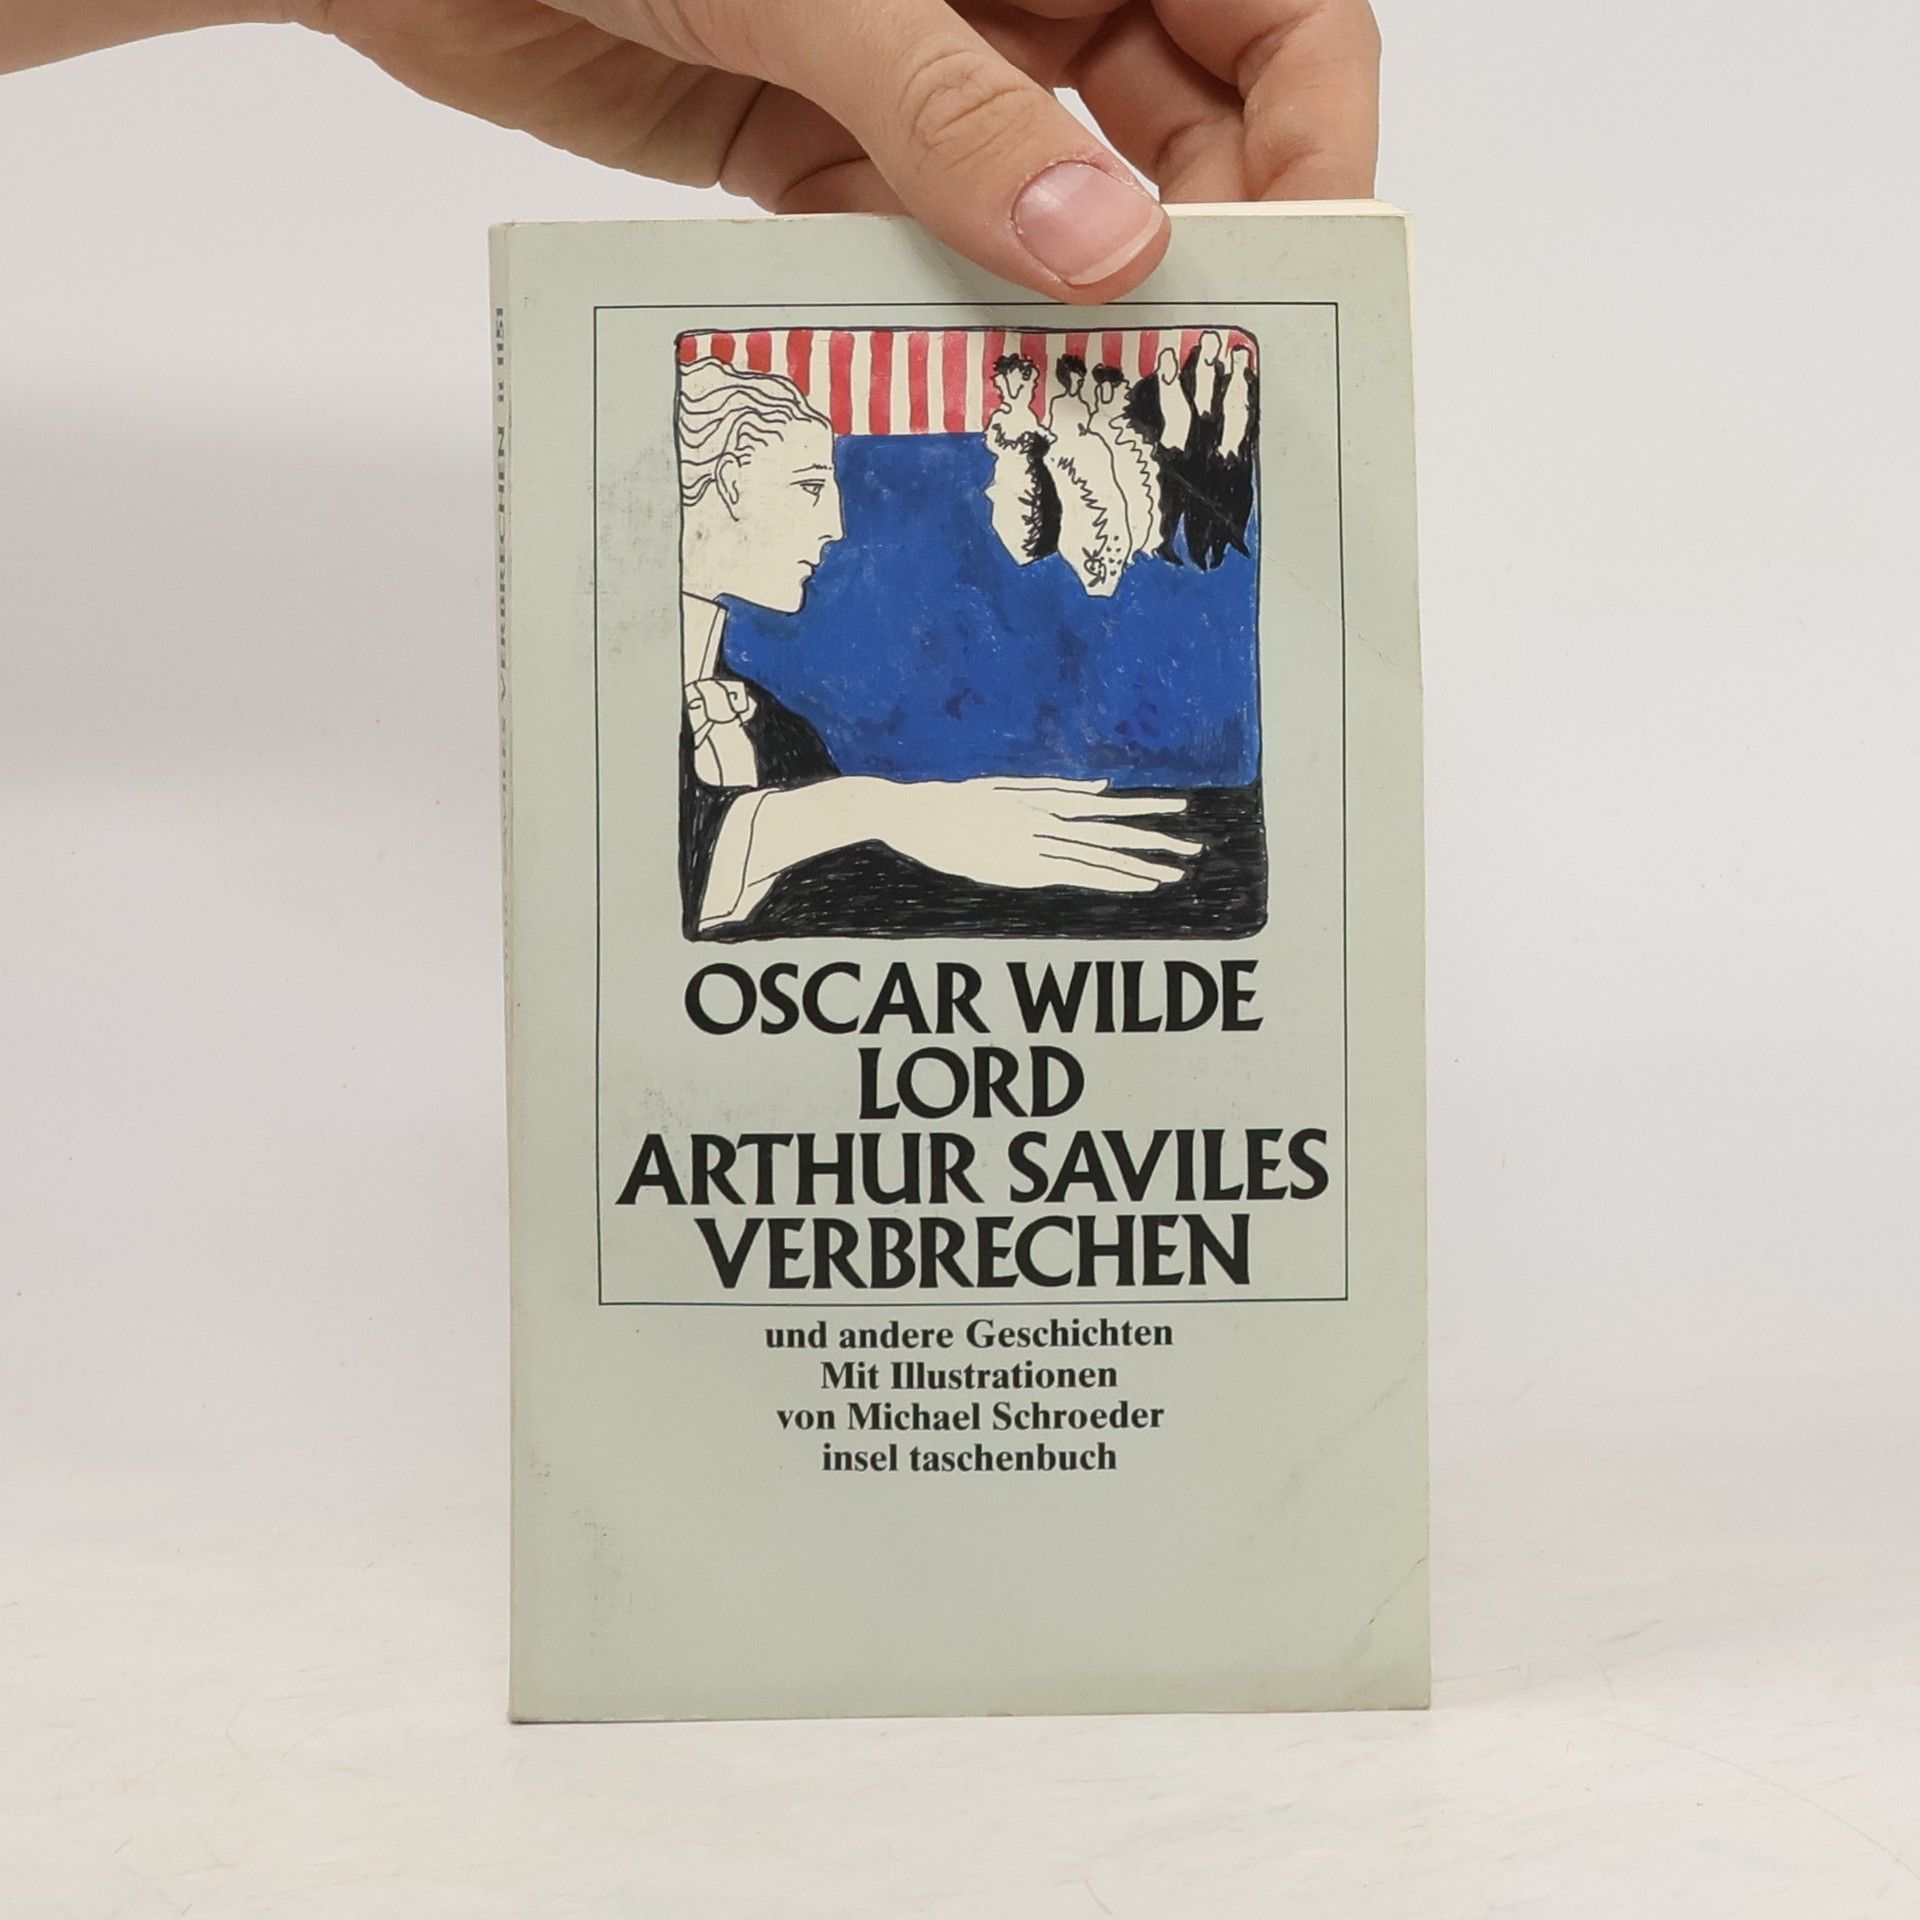 OSCAR WILDE
LORD
ARTHUR SAVILES
VERBRECHEN
und andere Geschichten
Mit Illustrationen
von Michael Schroeder
insel taschenbuch